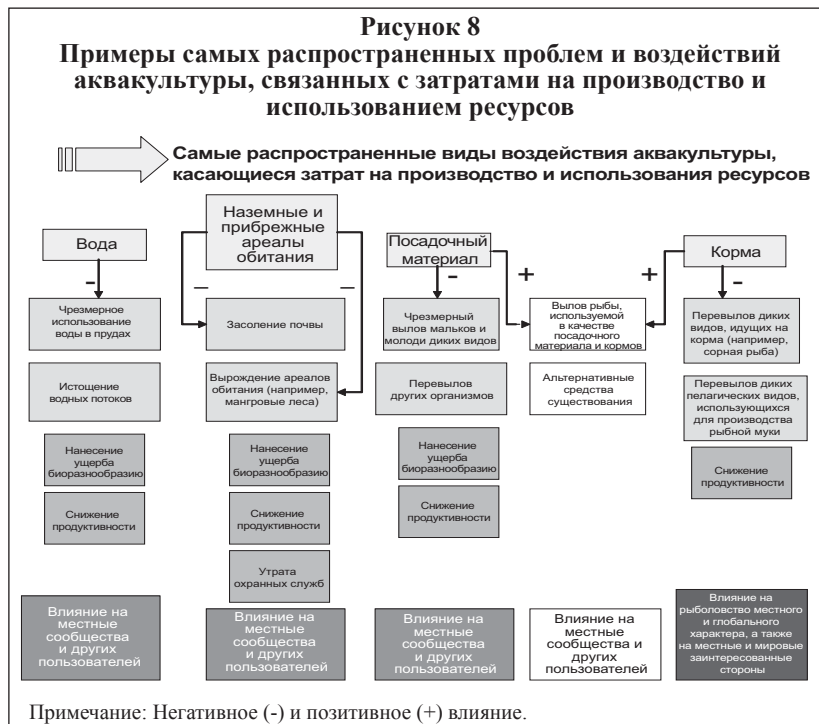 Рисунок 8
Примеры самых распространенных проблем и воздействий
аквакультуры, связанных с затратами на производство и
использованием ресурсов
Самые распространенные виды воздействия аквакультуры,
касающиеся затрат на производство и использования ресурсов
Вода
Наземные и
прибрежные
ареалы
обитания
Посадочный
материал
Корма
-
–
–
-
+
+
-
Чрезмерное
использование
воды в прудах
Засоление почвы
Чрезмерный
вылов мальков и
молоди диких видов
Вылов рыбы,
используемой
в качестве
посадочного
материала и кормов
Перевылов диких
видов, идущих на
корма (например,
сорная рыба)
Истощение
водных потоков
Вырождение ареалов
обитания (например,
мангровые леса)
Перевылов
других организмов
Альтернативные
средства
существования
Перевылов диких
пелагических видов,
использующихся
для производства
рыбной муки
Нанесение
ущерба
биоразнообразию
Нанесение
ущерба
биоразнообразию
Нанесение
ущерба
биоразнообразию
Снижение
продуктивности
Снижение
продуктивности
Снижение
продуктивности
Снижение
продуктивности
Утрата
охранных служб
Влияние на
местные
сообщества
и других
пользователей
Влияние на
местные
сообщества
и других
пользователей
Влияние на
местные
сообщества
и других
пользователей
Влияние на
местные
сообщества и
других
пользователей
Влияние на
рыболовство местного
и глобального
характера, а также
на местные и мировые
заинтересованные
стороны
Примечание: Негативное (-) и позитивное (+) влияние.